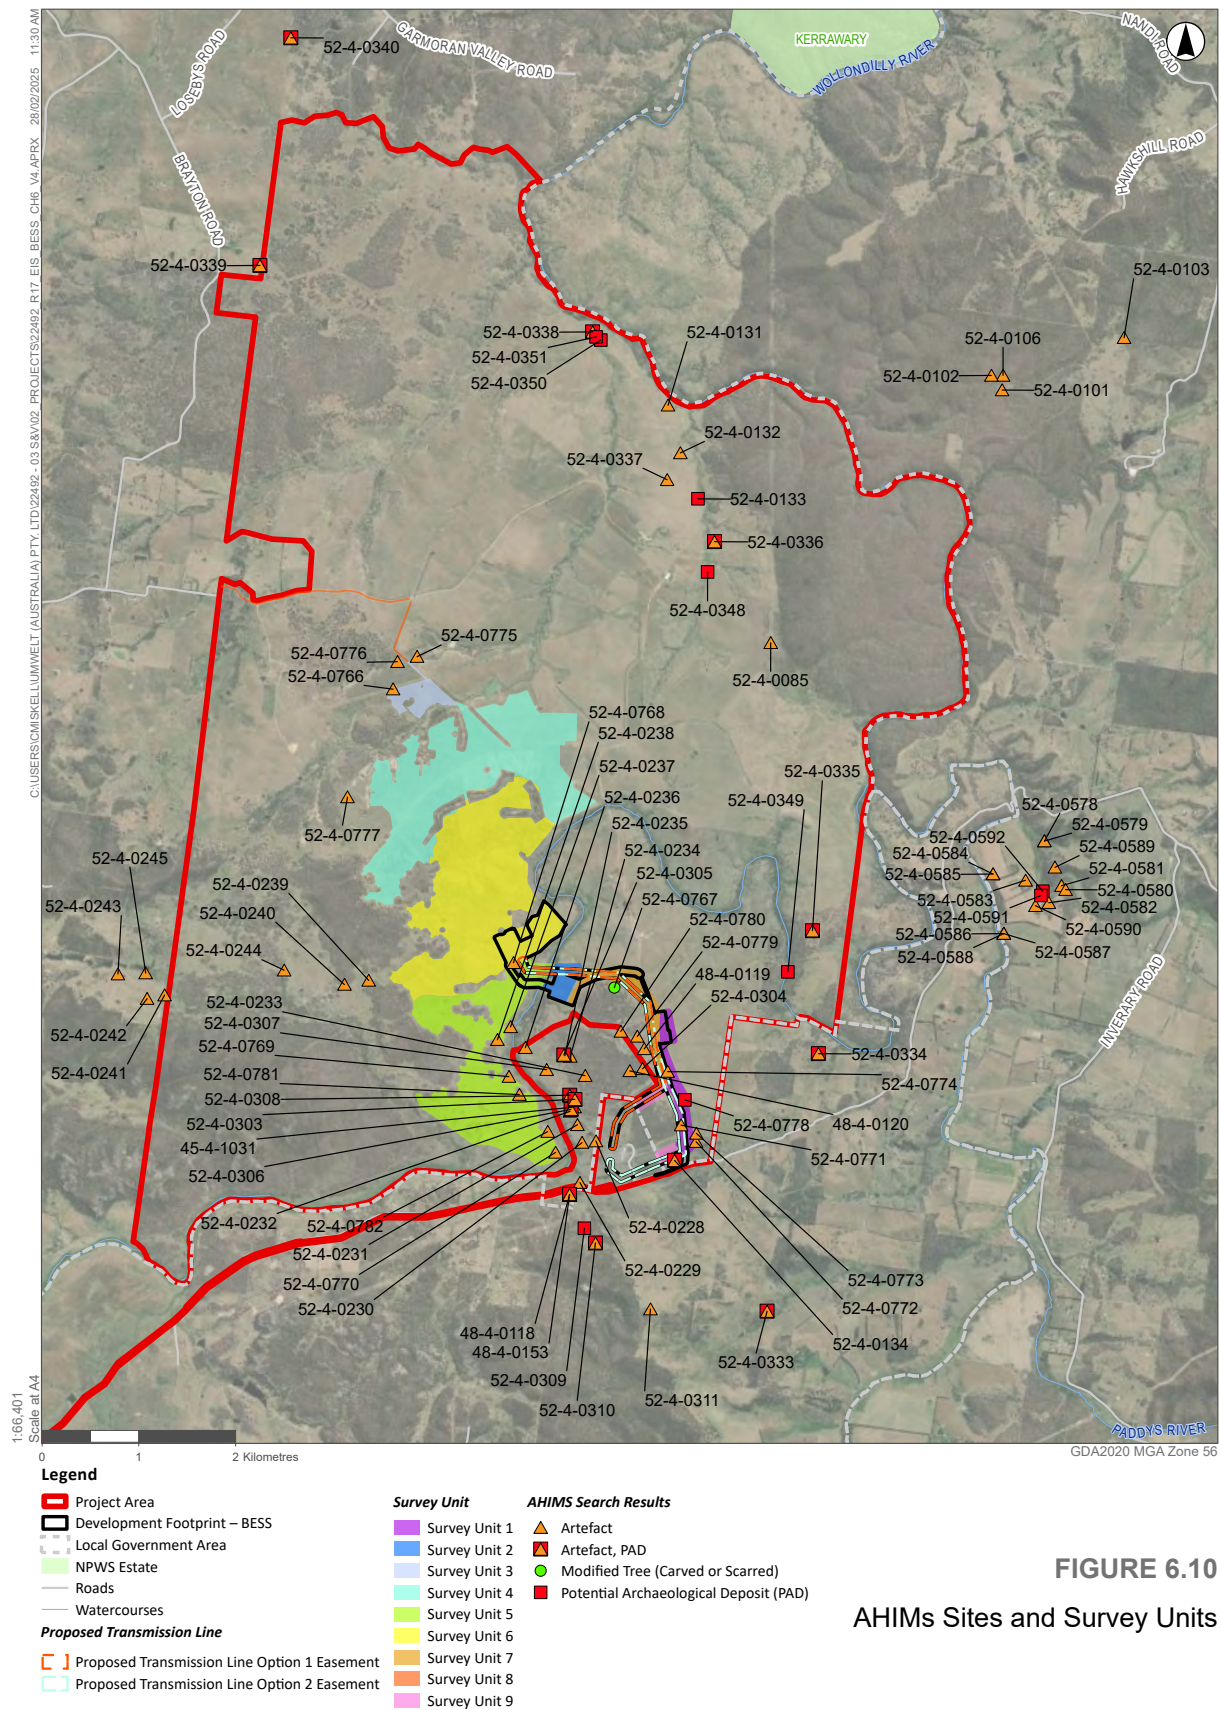 C:\USERS\CMISKELL\UMWELT (AUSTRALIA) PTY. LTD\22492 - 03 S&V\02 PROJECTS\22492_R17_EIS_BESS_CH6_V4.APRX 28/02/2025 11:30 AM
1:66,401
Scale at A4
52-4-0340
GARMORAN VALLEY ROAD
LOSEBYS ROAD
BRAYTON ROAD
KERRAWARY
WOLLONDILLY RIVER
NANDI ROAD
HAWKSHILL ROAD
52-4-0339
52-4-0103
52-4-0338
52-4-0351
52-4-0350
52-4-0131
52-4-0106
52-4-0102
52-4-0101
52-4-0132
52-4-0337
52-4-0133
52-4-0336
52-4-0348
52-4-0775
52-4-0776
52-4-0766
52-4-0085
52-4-0768
52-4-0238
52-4-0237
52-4-0236
52-4-0235
52-4-0234
52-4-0305
52-4-0767
52-4-0780
52-4-0779
48-4-0119
52-4-0304
52-4-0335
52-4-0349
52-4-0777
52-4-0578
52-4-0579
52-4-0592
52-4-0589
52-4-0584
52-4-0581
52-4-0585
52-4-0580
52-4-0583
52-4-0582
52-4-0591
52-4-0590
52-4-0586
52-4-0587
52-4-0588
52-4-0245
52-4-0243
52-4-0239
52-4-0240
52-4-0244
52-4-0242
52-4-0241
52-4-0233
52-4-0307
52-4-0769
52-4-0781
52-4-0308
52-4-0303
45-4-1031
52-4-0306
52-4-0232
52-4-0782
52-4-0231
52-4-0770
52-4-0230
INVERARY ROAD
52-4-0334
52-4-0774
52-4-0778
48-4-0120
52-4-0771
52-4-0228
52-4-0229
52-4-0773
52-4-0772
52-4-0134
48-4-0118
48-4-0153
52-4-0309
52-4-0310
52-4-0311
52-4-0333
PADDYS RIVER
GDA2020 MGA Zone 56
0 1 2 Kilometres
Legend
Project Area
Development Footprint – BESS
Local Government Area
NPWS Estate
Roads
Watercourses
Proposed Transmission Line
Proposed Transmission Line Option 1 Easement
Proposed Transmission Line Option 2 Easement
Survey Unit
Survey Unit 1
Survey Unit 2
Survey Unit 3
Survey Unit 4
Survey Unit 5
Survey Unit 6
Survey Unit 7
Survey Unit 8
Survey Unit 9
AHIMS Search Results
Artefact
Artefact, PAD
Modified Tree (Carved or Scarred)
Potential Archaeological Deposit (PAD)
FIGURE 6.10
AHIMs Sites and Survey Units